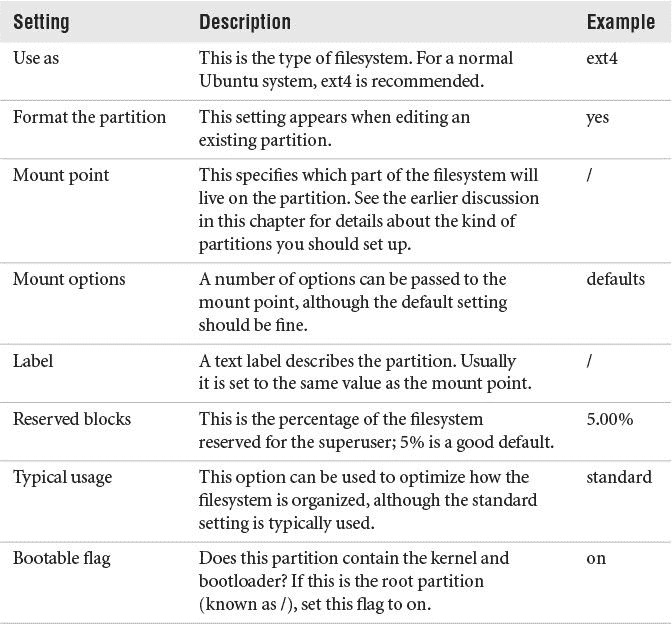 Setting Description Example
Use as This is the type of filesystem. For a normal ext4
Ubuntu system, ext4 is recommended.
Format the partition This setting appears when editing an yes
existing partition.
Mount point This specifies which part of the filesystem will /
live on the partition. See the earlier discussion
in this chapter for details about the kind of
partitions you should set up.
Mount options A number of options can be passed to the defaults
mount point, although the default setting
should be fine.
Label A text label describes the partition. Usually /
it is set to the same value as the mount point.
Reserved blocks This is the percentage of the filesystem 5.00%
reserved for the superuser; 5% is a good default.
Typical usage This option can be used to optimize how the standard
filesystem is organized, although the standard
setting is typically used.
Bootable flag Does this partition contain the kernel and on
bootloader? If this is the root partition
(known as /), set this flag to on.